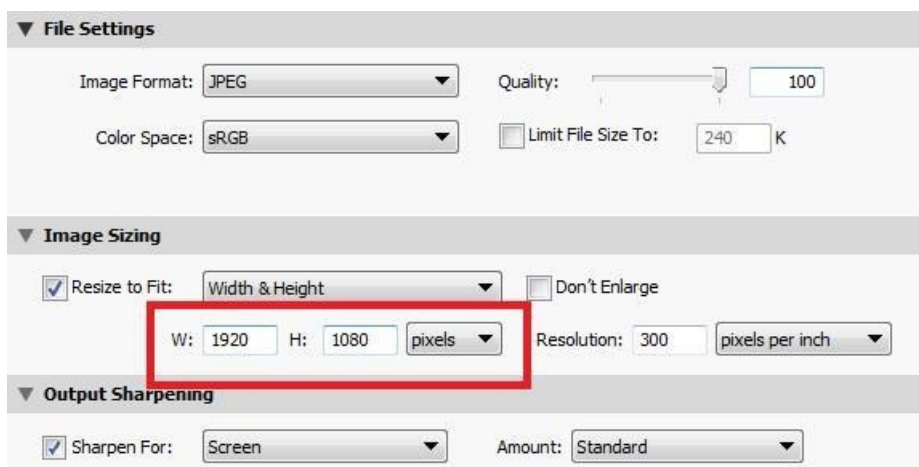 File Settings
Image Format: JPEG Quality: 100
Color Space: sRGB Limit File Size To: 240 K
Image Sizing
Resize to Fit: Width & Height Don't Enlarge
W: 1920 H: 1080 pixels Resolution: 300 pixels per inch
Output Sharpening
Sharpen For: Screen Amount: Standard